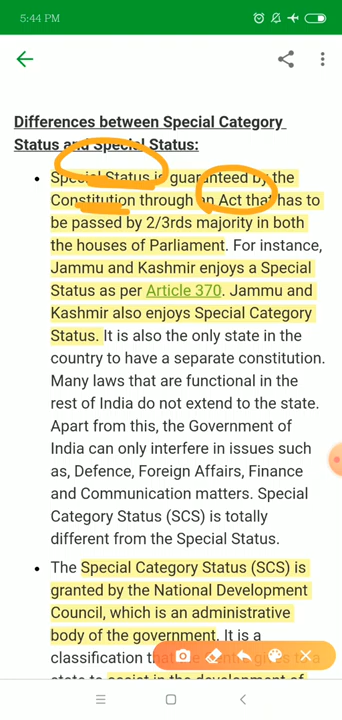 5:44 PM
Differences between Special Category
Status and Special Status:
• Special Status is guaranteed by the
Constitution through an Act that has to
be passed by 2/3rds majority in both
the houses of Parliament. For instance,
Jammu and Kashmir enjoys a Special
Status as per Article 370. Jammu and
Kashmir also enjoys Special Category
Status. It is also the only state in the
country to have a separate constitution.
Many laws that are functional in the
rest of India do not extend to the state.
Apart from this, the Government of
India can only interfere in issues such
as, Defence, Foreign Affairs, Finance
and Communication matters. Special
Category Status (SCS) is totally
different from the Special Status.
• The Special Category Status (SCS) is
granted by the National Development
Council, which is an administrative
body of the government. It is a
classification
state to assist in the development of